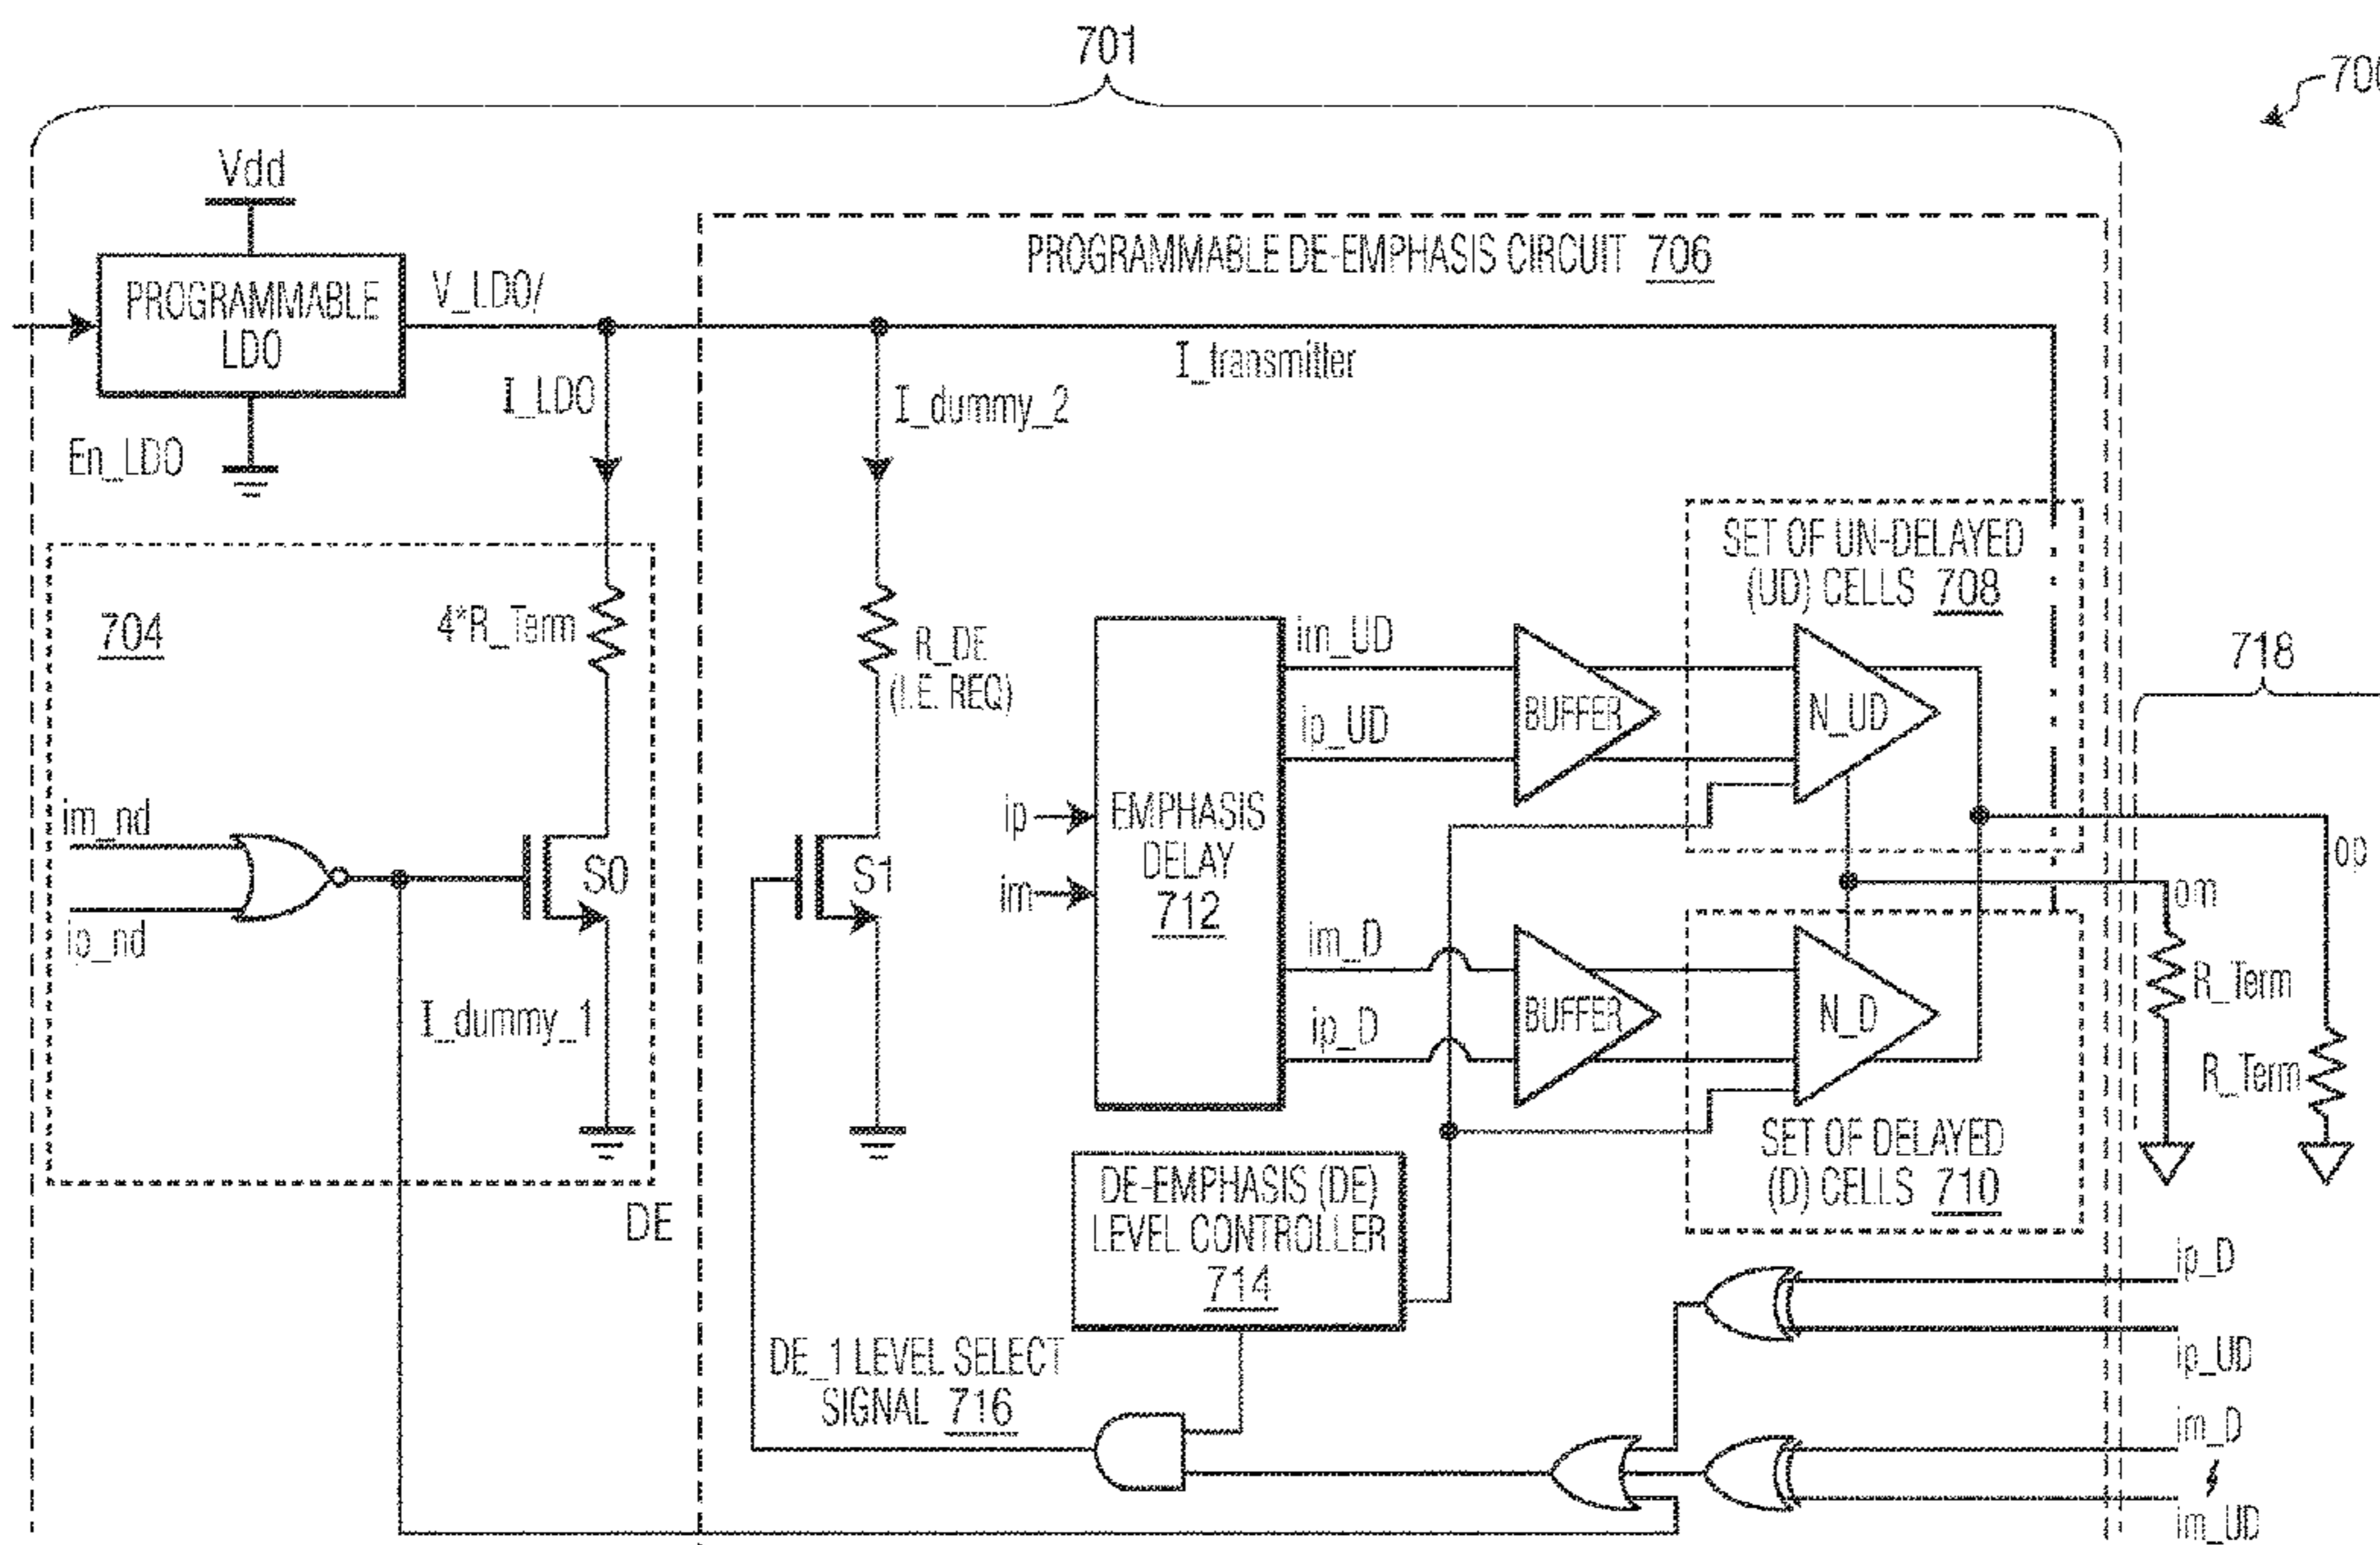 701
700
Vdd
PROGRAMMABLE DE-EMPHASIS CIRCUIT 706
PROGRAMMABLE
LDO
V_LDO/
I_transmitter
I_LDO
I_dummy_2
En_LDO
SET OF UN-DELAYED
(UD) CELLS 708
704
4*R_Term
R_DE
(I.E. REQ)
im_UD
ip_UD
BUFFER
N_UD
718
ip
im
EMPHASIS
DELAY
712
im_nd
ip_nd
S0
S1
op
om
im_D
ip_D
BUFFER
N_D
R_Term
R_Term
I_dummy_1
SET OF DELAYED
(D) CELLS 710
DE-EMPHASIS (DE)
LEVEL CONTROLLER
714
DE
ip_D
ip_UD
DE_1 LEVEL SELECT
SIGNAL 716
im_D
im_UD